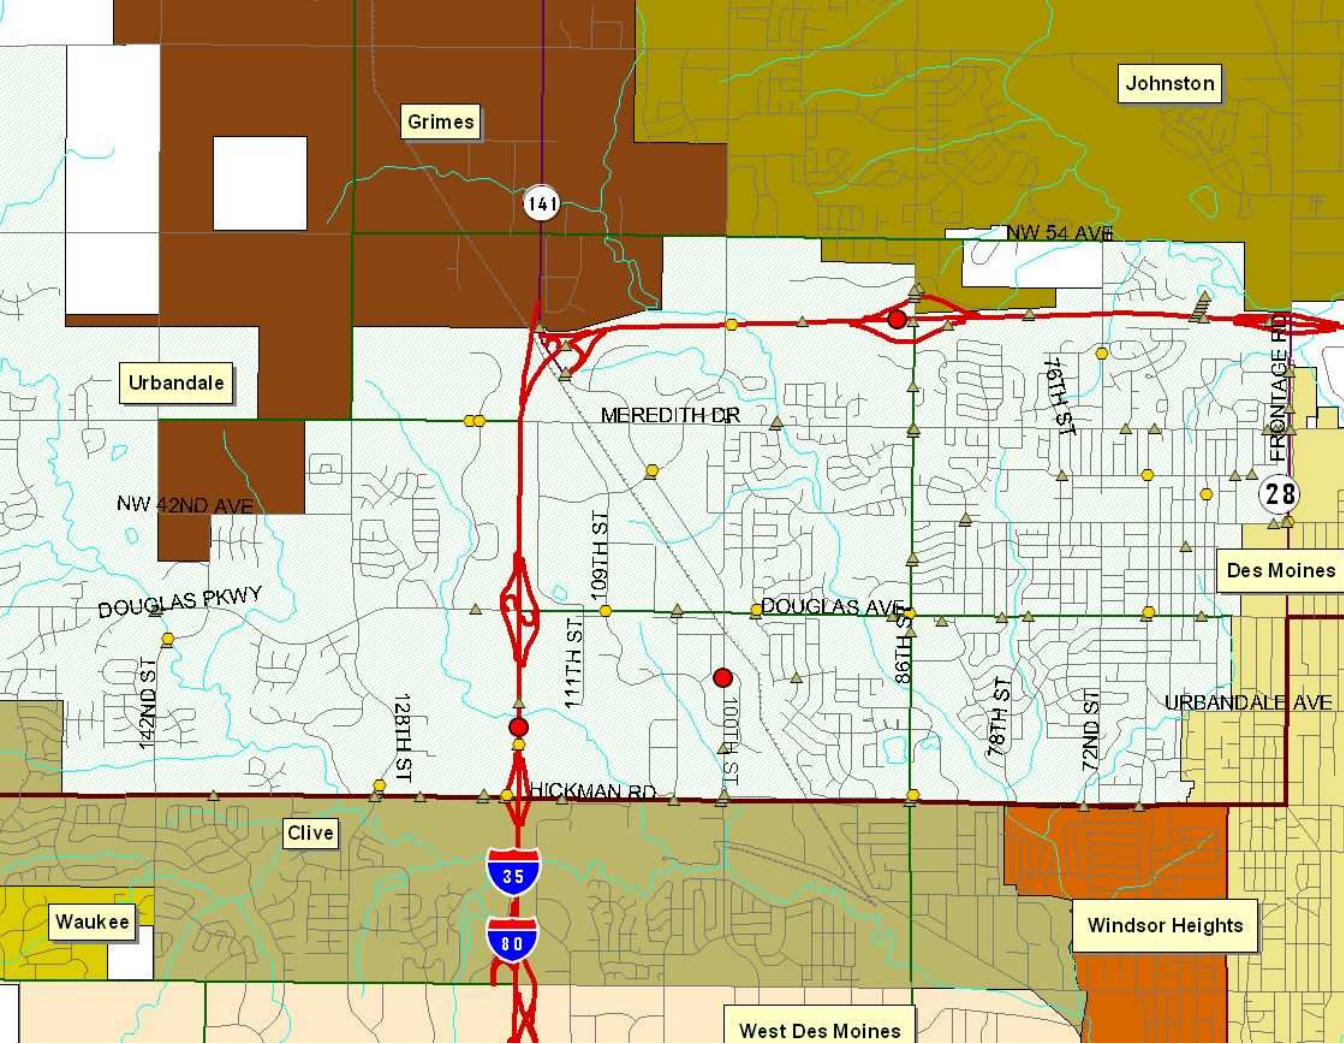 Johnston
Grimes
141
NW 54 AVE
Urbandale
MEREDITH DR
76TH ST
FRONTAGE RD
28
NW 42ND AVE
109TH ST
Des Moines
DOUGLAS PKWY
DOUGLAS AVE
86TH ST
111TH ST
142ND ST
128TH ST
100TH ST
78TH ST
72ND ST
URBANDALE AVE
HICKMAN RD
Clive
35
Waukee
80
Windsor Heights
West Des Moines